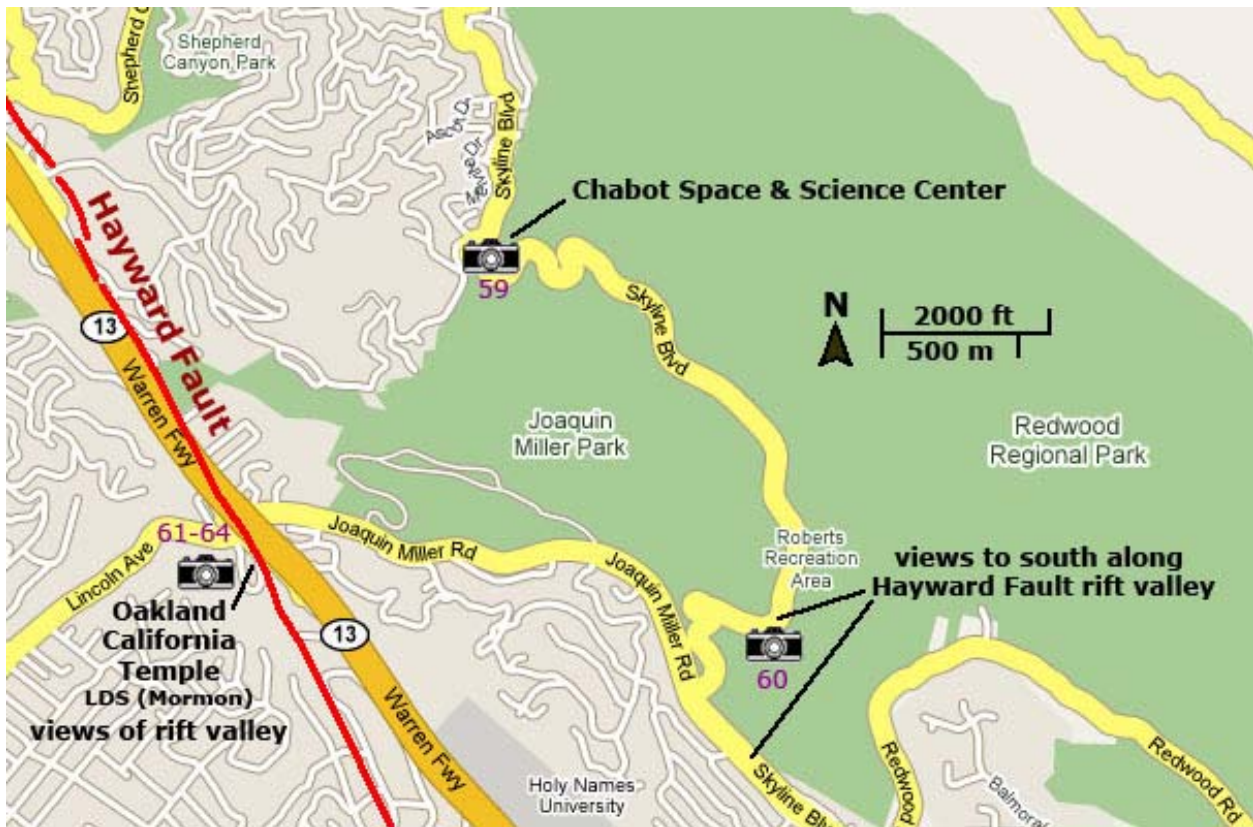 Shepherd C
Shepherd
Canyon Park
Skyline Blvd
Ascot Dr
Chabot Space & Science Center
59
Hayward Fault
13
Warren Fwy
Skyline Blvd
N
2000 ft
500 m
Joaquin
Miller Park
Redwood
Regional Park
61-64
Lincoln Ave
Joaquin Miller Rd
Joaquin Miller Rd
Roberts
Recreation
Area
views to south along
Hayward Fault rift valley
Oakland
California
Temple
LDS (Mormon)
views of rift valley
13
60
Warren Fwy
Holy Names
University
Skyline Blv
Redwood
Balmoral
Redwood Rd